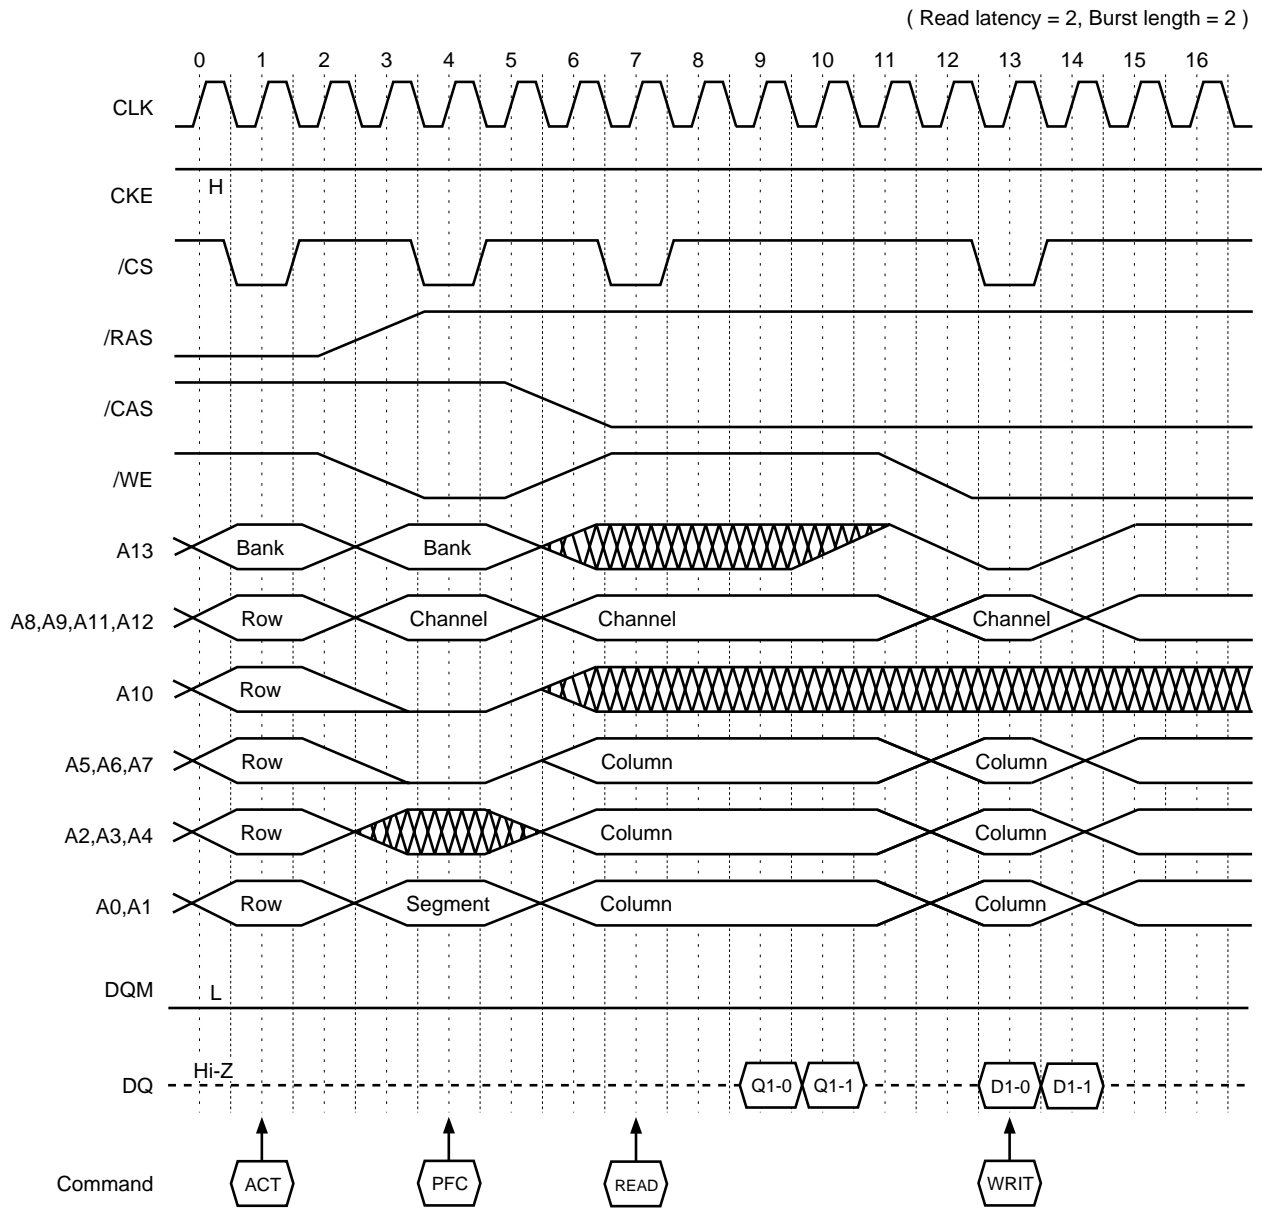 ( Read latency = 2, Burst length = 2 )
0 1 2 3 4 5 6 7 8 9 10 11 12 13 14 15 16
CLK
H
CKE
/CS
/RAS
/CAS
/WE
A13 Bank Bank
A8,A9,A11,A12 Row Channel Channel Channel
A10 Row
A5,A6,A7 Row Column Column
A2,A3,A4 Row Column Column
A0,A1 Row Segment Column Column
DQM L
Hi-Z
DQ Q1-0 Q1-1 D1-0 D1-1
Command ACT PFC READ WRIT